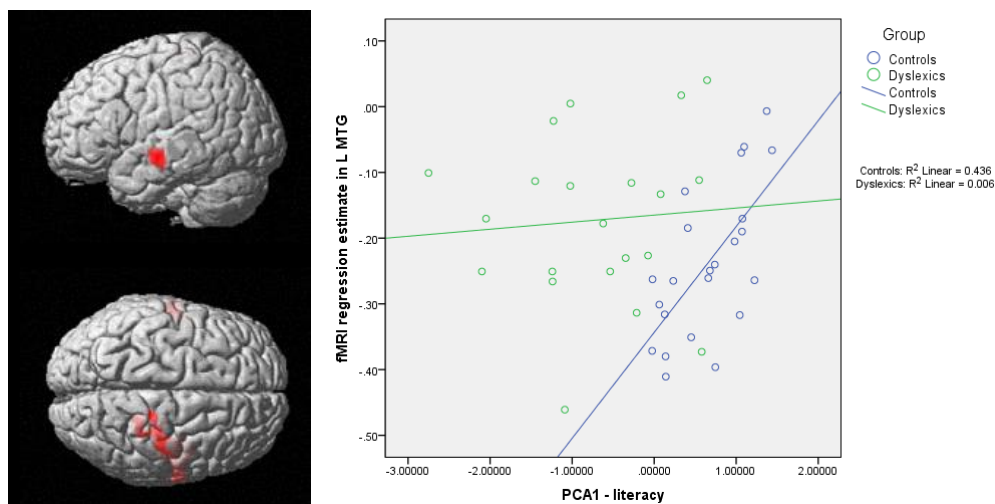 Group
Controls
Dyslexics
Controls
Dyslexics
Controls: R2 Linear = 0.436
Dyslexics: R2 Linear = 0.006
fMRI regression estimate in L MTG
.10
.00
-.10
-.20
-.30
-.40
-.50
-3.00000 -2.00000 -1.00000 .00000 1.00000 2.00000
PCA1 - literacy